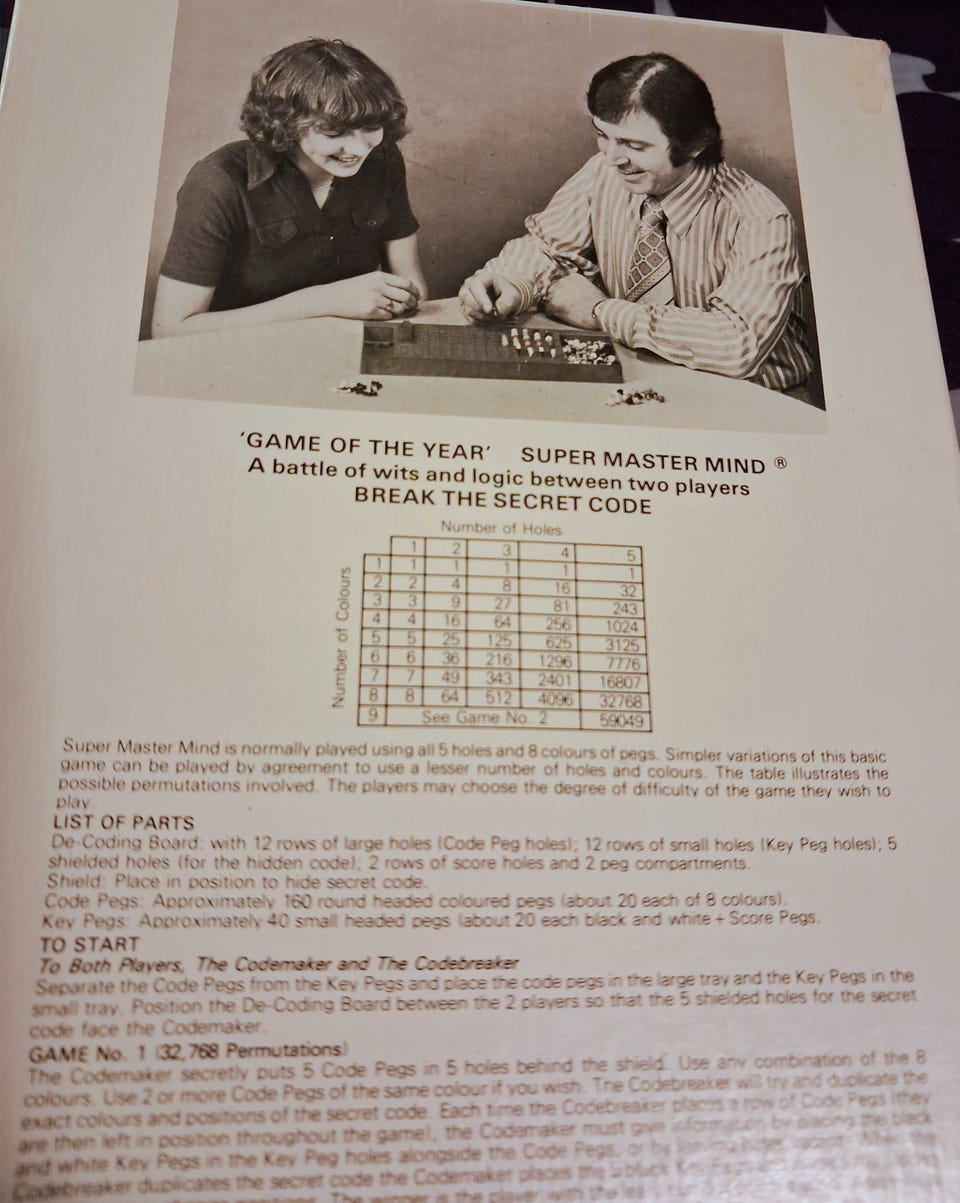 'GAME OF THE YEAR' SUPER MASTER MIND ®
A battle of wits and logic between two players
BREAK THE SECRET CODE
Number of Holes
Number of Colours
1 2 3 4 5
1 1 1 1 1 1
2 2 4 8 16 32
3 3 9 27 81 243
4 4 16 64 256 1024
5 5 25 125 625 3125
6 6 36 216 1296 7776
7 7 49 343 2401 16807
8 8 64 512 4096 32768
9 See Game No. 2 59049
Super Master Mind is normally played using all 5 holes and 8 colours of pegs. Simpler variations of this basic
game can be played by agreement to use a lesser number of holes and colours. The table illustrates the
possible permutations involved. The players may choose the degree of difficulty of the game they wish to
play.
LIST OF PARTS
De-Coding Board: with 12 rows of large holes (Code Peg holes); 12 rows of small holes (Key Peg holes); 5
shielded holes (for the hidden code); 2 rows of score holes and 2 peg compartments.
Shield: Place in position to hide secret code.
Code Pegs: Approximately 160 round headed coloured pegs (about 20 each of 8 colours).
Key Pegs: Approximately 40 small headed pegs (about 20 each black and white + Score Pegs.
TO START
To Both Players, The Codemaker and The Codebreaker
Separate the Code Pegs from the Key Pegs and place the code pegs in the large tray and the Key Pegs in the
small tray. Position the De-Coding Board between the 2 players so that the 5 shielded holes for the secret
code face the Codemaker.
GAME No. 1 (32,768 Permutations)
The Codemaker secretly puts 5 Code Pegs in 5 holes behind the shield. Use any combination of the 8
colours. Use 2 or more Code Pegs of the same colour if you wish. The Codebreaker will try and duplicate the
exact colours and positions of the secret code. Each time the Codebreaker places a row of Code Pegs (they
are then left in position throughout the game), the Codemaker must give information by placing the black
and white Key Pegs in the Key Peg holes alongside the Code Pegs, or by
Codebreaker duplicates the secret code the Codemaker places the 5 black Key
The winner is the player with the